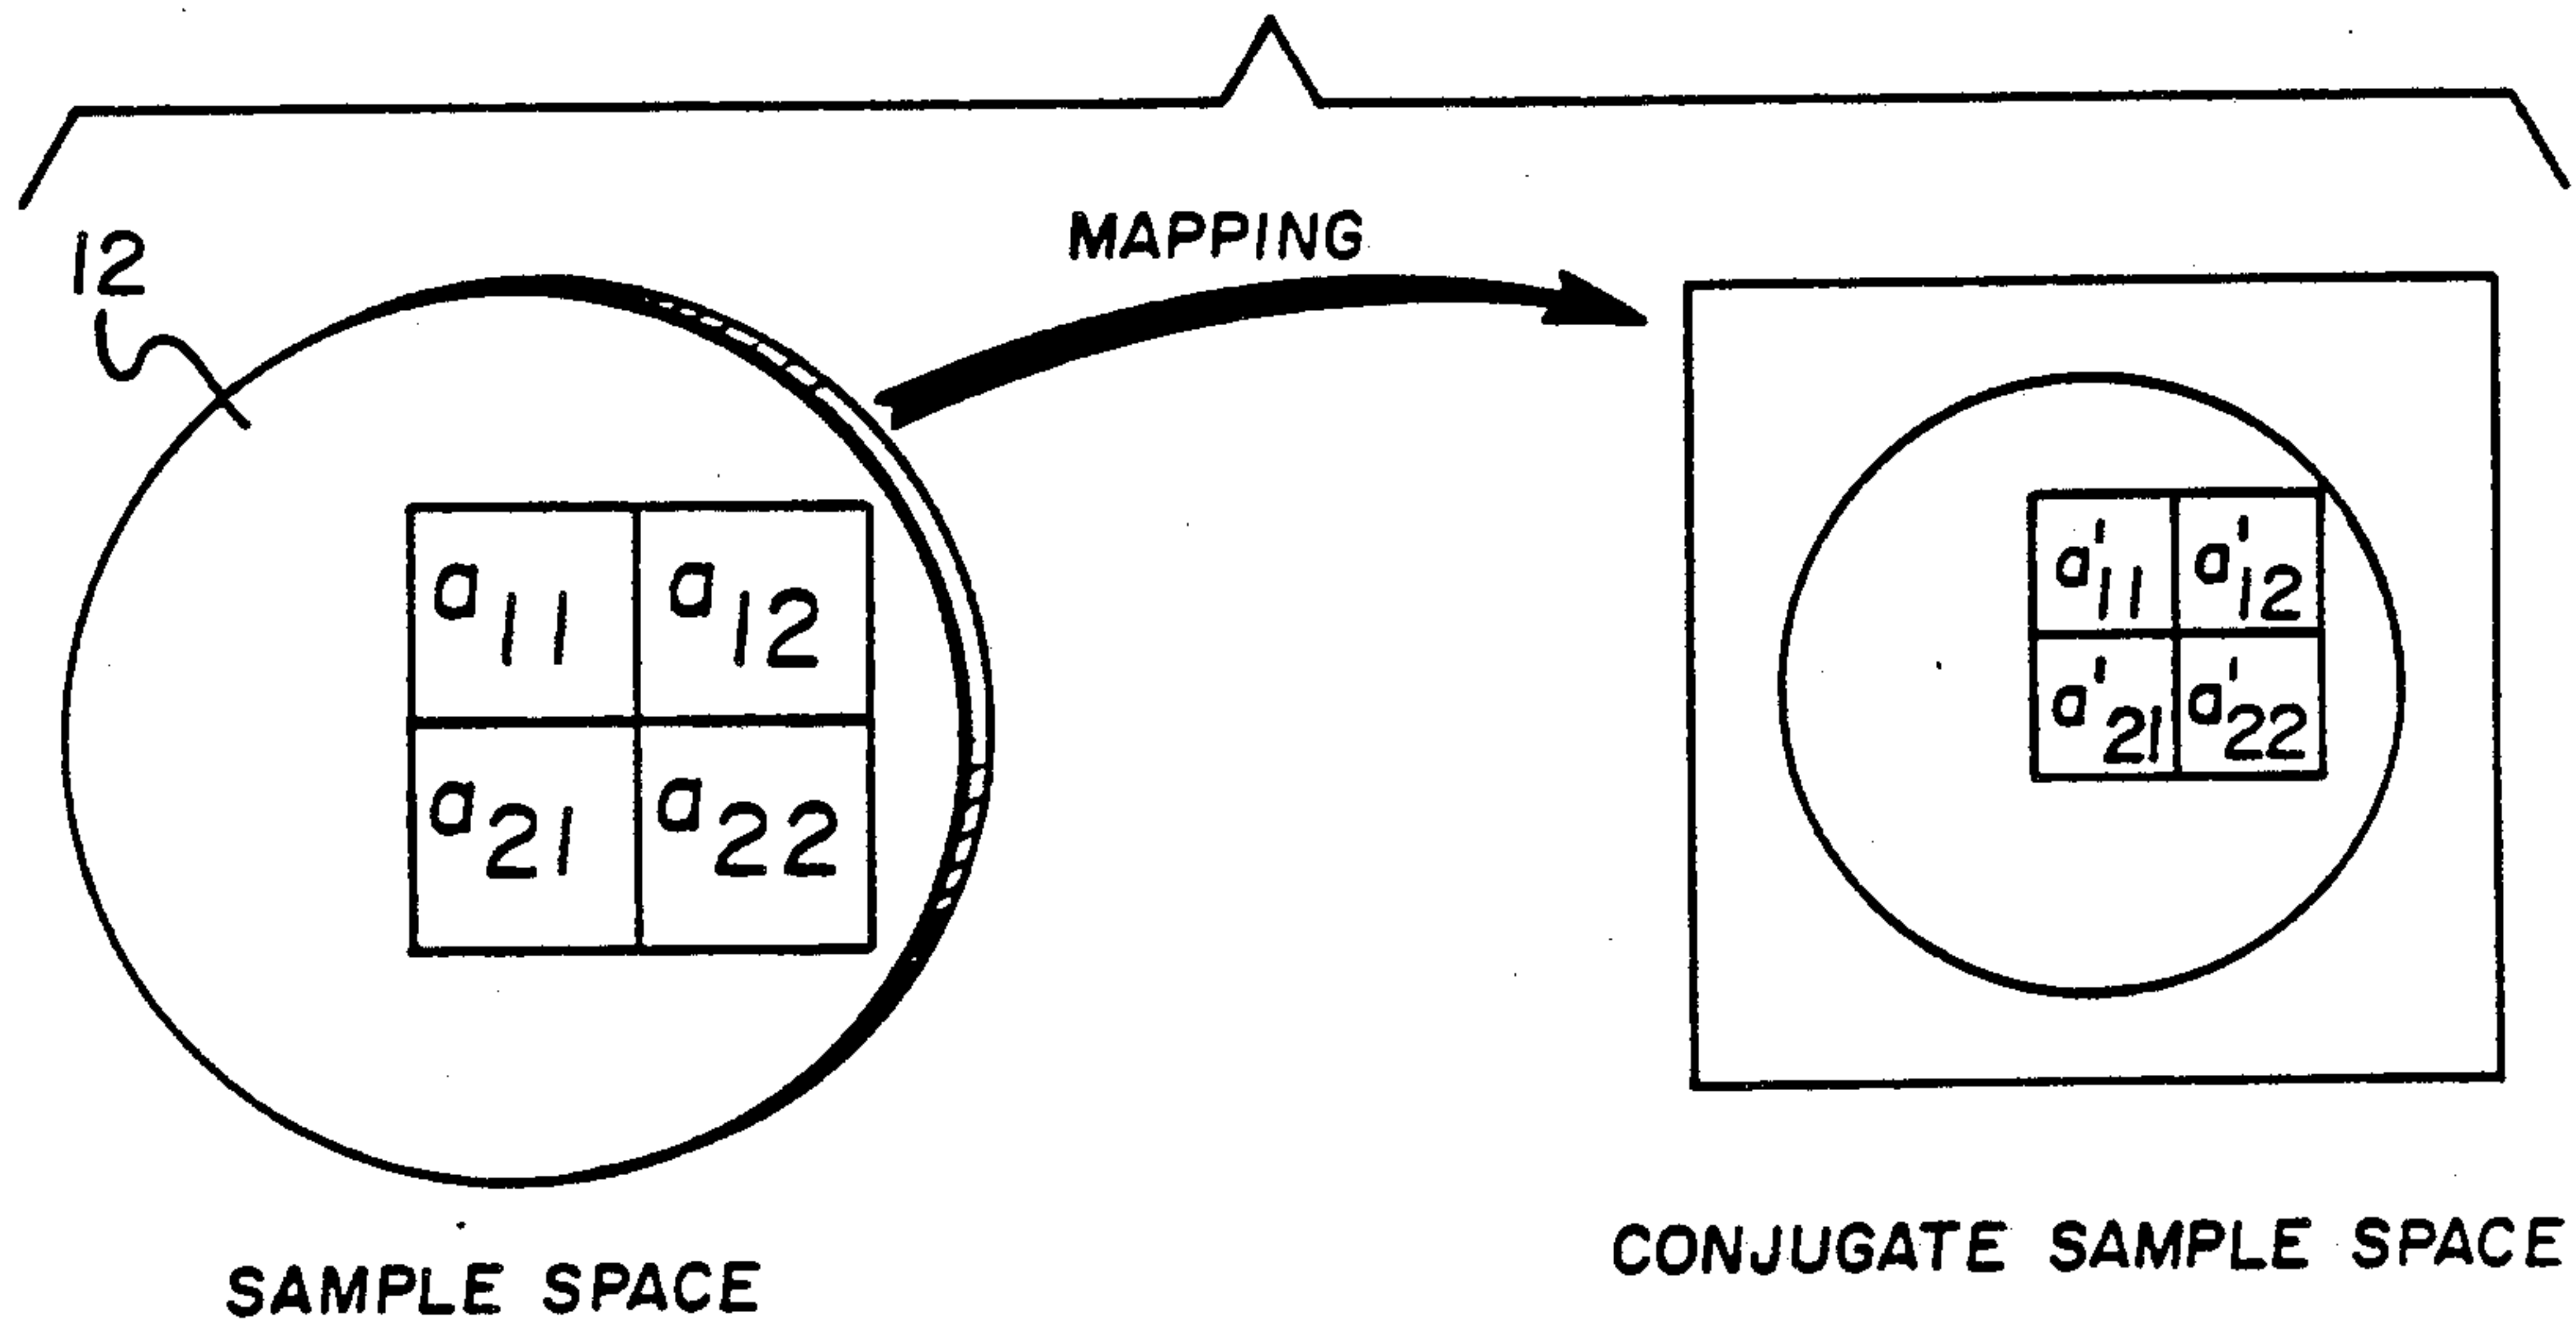 MAPPING
12
a11 a12
a21 a22
a'11 a'12
a'21 a'22
SAMPLE SPACE
CONJUGATE SAMPLE SPACE